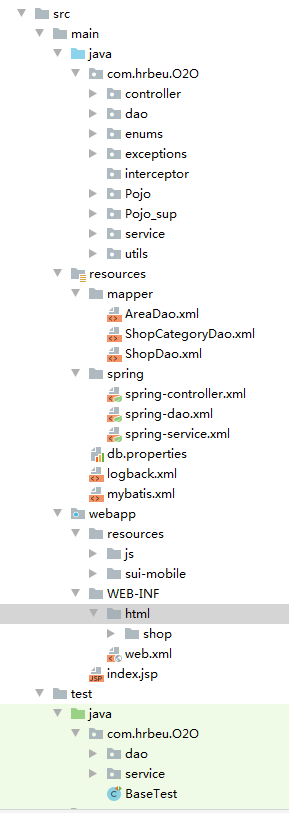 src
main
java
com.hrbeu.O2O
controller
dao
enums
exceptions
interceptor
Pojo
Pojo_sup
service
utils
resources
mapper
AreaDao.xml
ShopCategoryDao.xml
ShopDao.xml
spring
spring-controller.xml
spring-dao.xml
spring-service.xml
db.properties
logback.xml
mybatis.xml
webapp
resources
js
sui-mobile
WEB-INF
html
shop
web.xml
JSP index.jsp
test
java
com.hrbeu.O2O
dao
service
C BaseTest